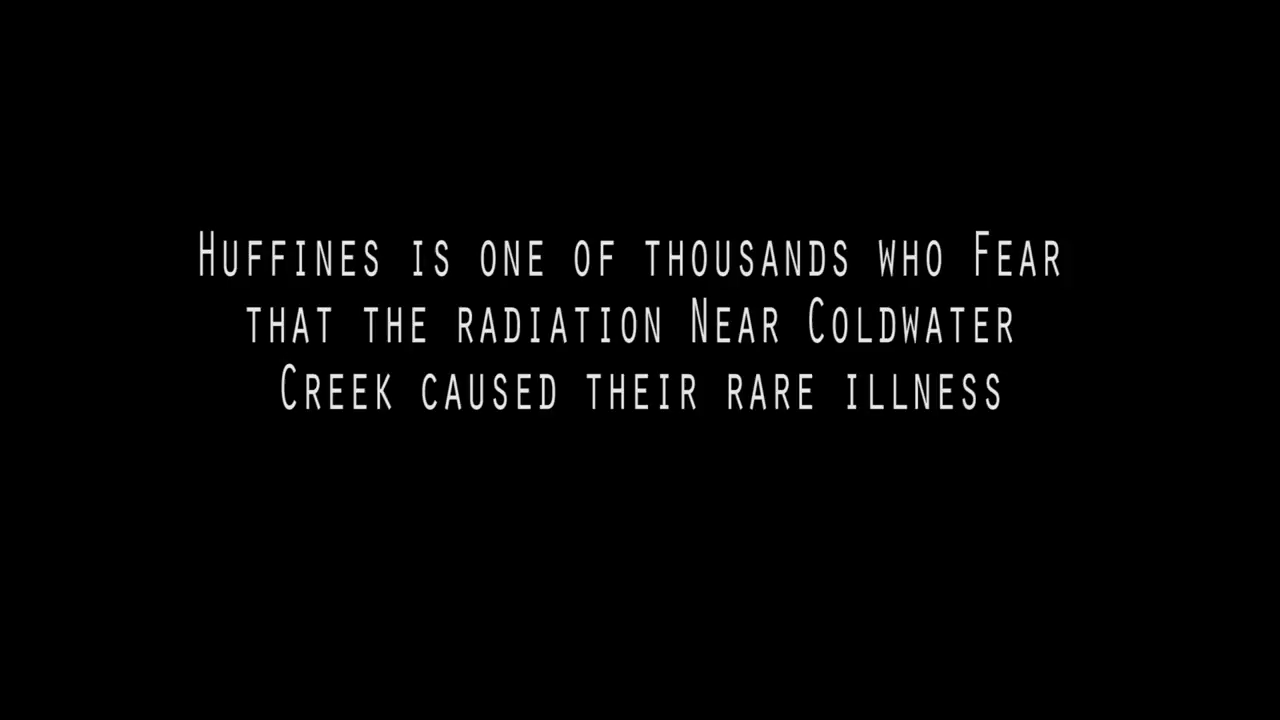 Huffines is one of thousands who Fear
that the radiation Near Coldwater
Creek caused their rare illness